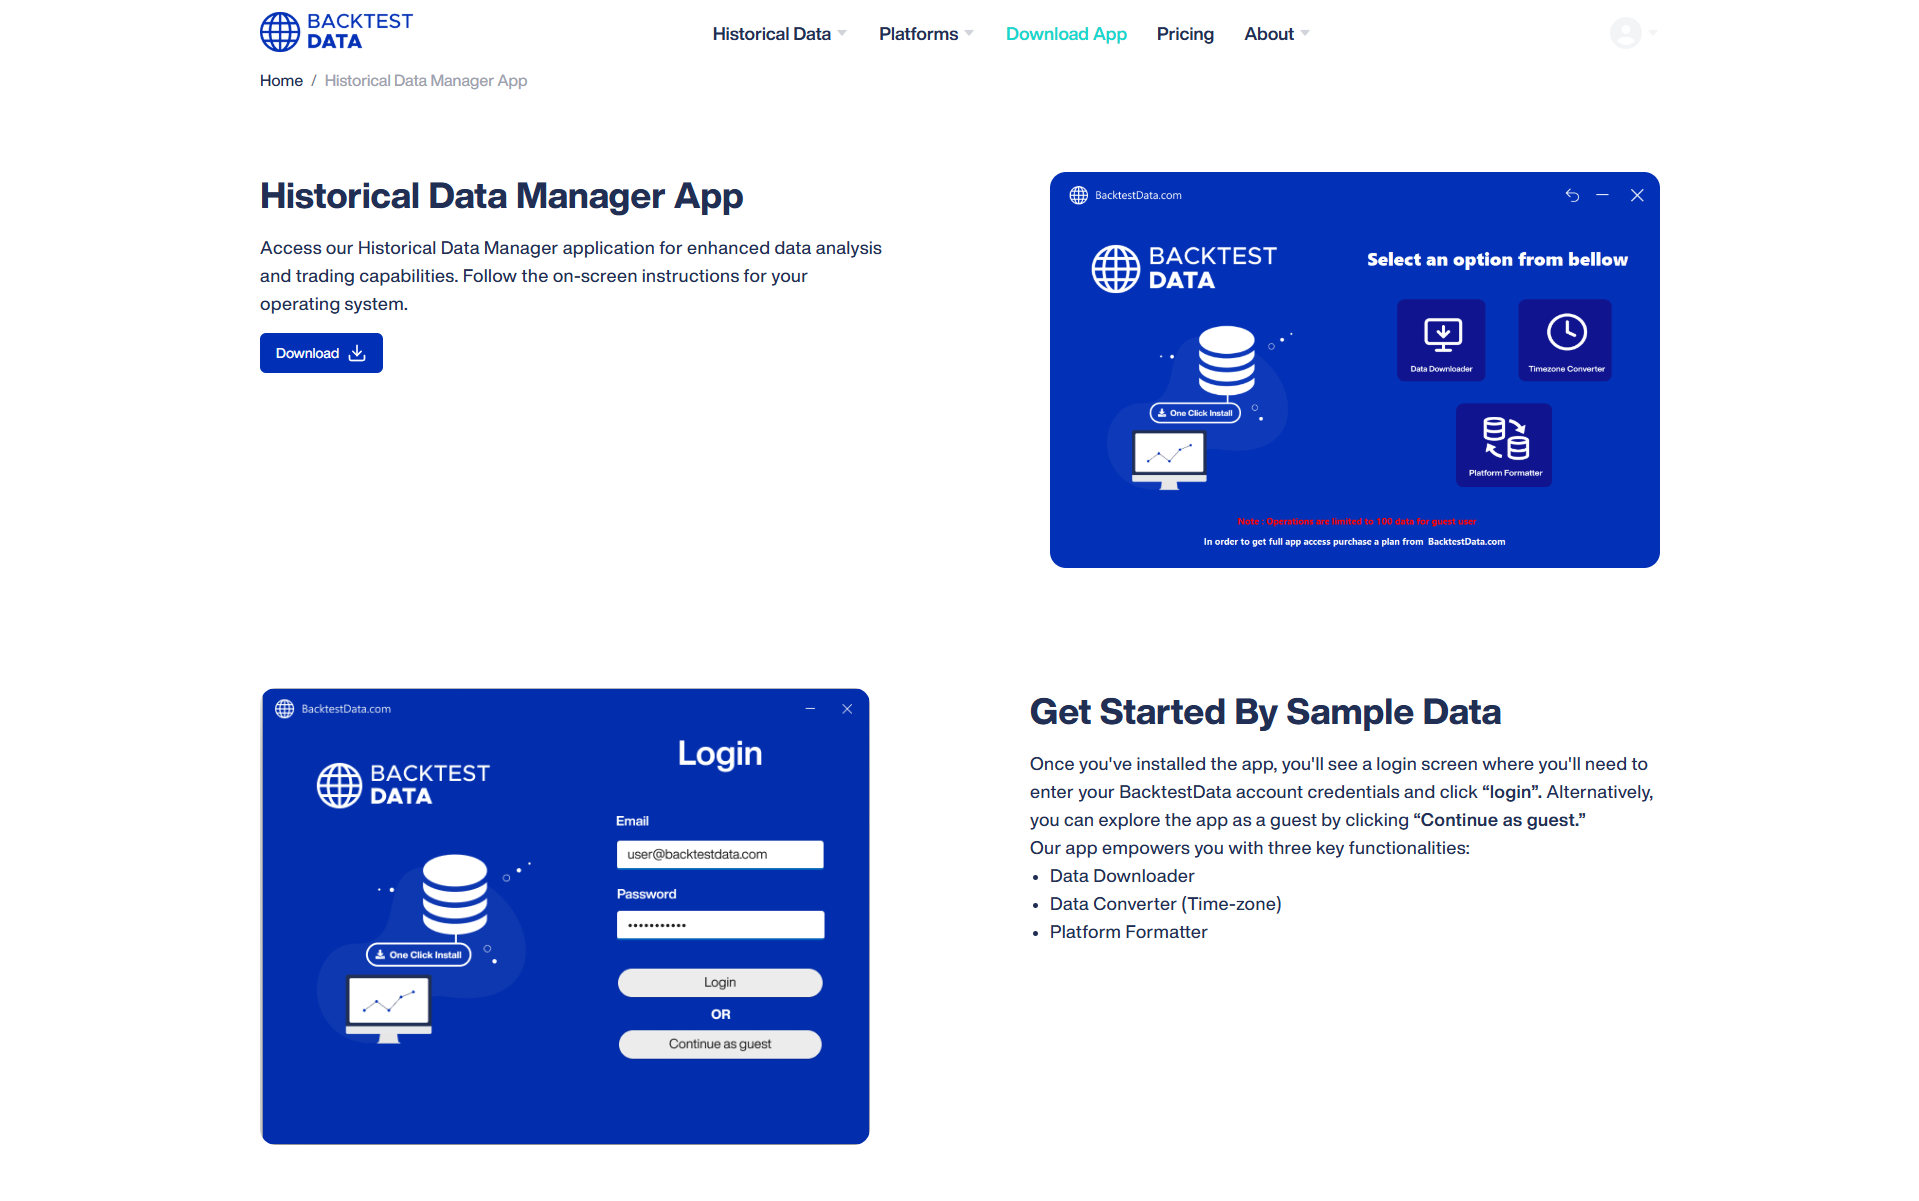 BACKTEST
DATA
Historical Data
Platforms
Download App
Pricing
About
Home / Historical Data Manager App
Historical Data Manager App
Access our Historical Data Manager application for enhanced data analysis
and trading capabilities. Follow the on-screen instructions for your
operating system.
Download
BacktestData.com
BACKTEST
DATA
One Click Install
Select an option from bellow
Data Downloader
Timezone Converter
Platform Formatter
Note : Operations are limited to 100 data for guest user
In order to get full app access purchase a plan from BacktestData.com
BacktestData.com
BACKTEST
DATA
One Click Install
Login
Email
user@backtestdata.com
Password
•••••••••••
Login
OR
Continue as guest
Get Started By Sample Data
Once you've installed the app, you'll see a login screen where you'll need to
enter your BacktestData account credentials and click “login”. Alternatively,
you can explore the app as a guest by clicking “Continue as guest.”
Our app empowers you with three key functionalities:
• Data Downloader
• Data Converter (Time-zone)
• Platform Formatter